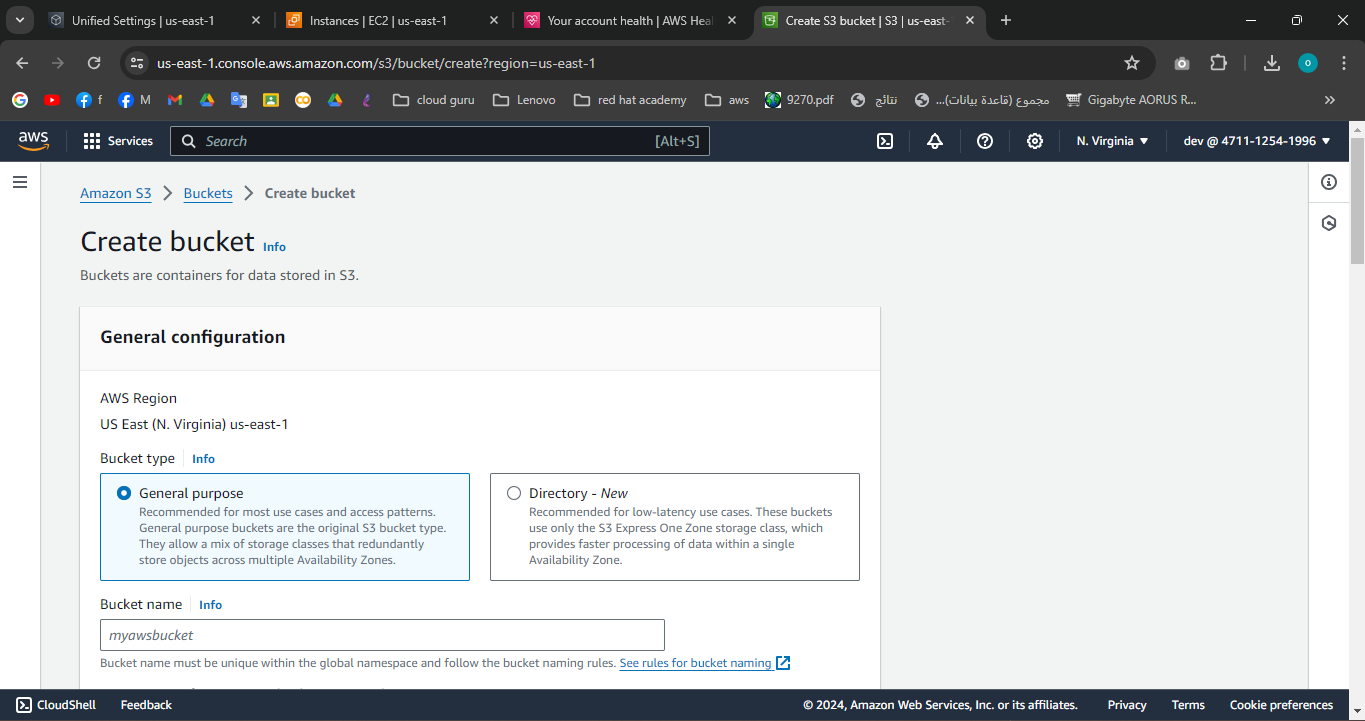 Unified Settings | us-east-1
Instances | EC2 | us-east-1
Your account health | AWS Heal
Create S3 bucket | S3 | us-east-
us-east-1.console.aws.amazon.com/s3/bucket/create?region=us-east-1
o
f
M
cloud guru
Lenovo
red hat academy
aws
9270.pdf
نتائج
مجموع (قاعدة بيانات)...
Gigabyte AORUS R...
aws
Services
Search
[Alt+S]
N. Virginia
dev @ 4711-1254-1996
Amazon S3
Buckets
Create bucket
Create bucket Info
Buckets are containers for data stored in S3.
General configuration
AWS Region
US East (N. Virginia) us-east-1
Bucket type Info
General purpose
Recommended for most use cases and access patterns.
General purpose buckets are the original S3 bucket type.
They allow a mix of storage classes that redundantly
store objects across multiple Availability Zones.
Directory - New
Recommended for low-latency use cases. These buckets
use only the S3 Express One Zone storage class, which
provides faster processing of data within a single
Availability Zone.
Bucket name Info
myawsbucket
Bucket name must be unique within the global namespace and follow the bucket naming rules. See rules for bucket naming
CloudShell
Feedback
© 2024, Amazon Web Services, Inc. or its affiliates.
Privacy
Terms
Cookie preferences